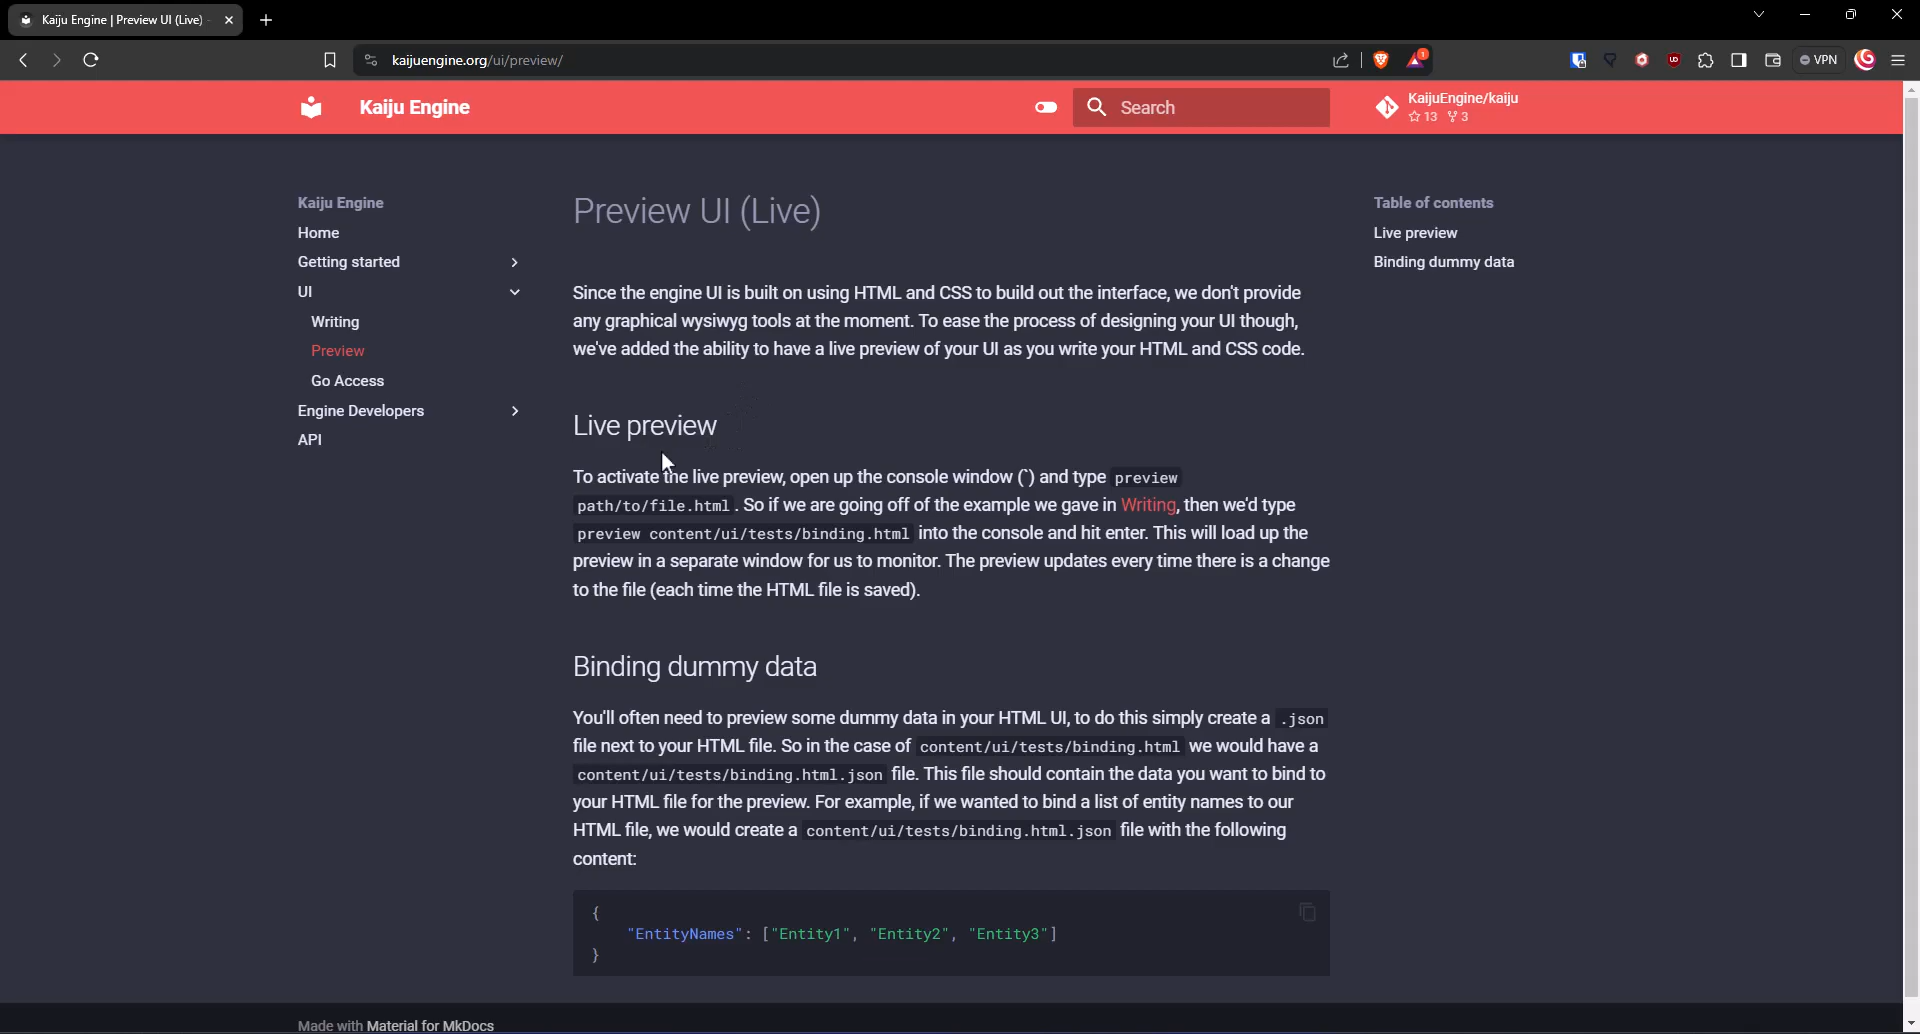 Kaiju Engine | Preview UI (Live)
kaijuengine.org/ui/preview/
1
VPN
Kaiju Engine
Search
KaijuEngine/kaiju
13 3
Kaiju Engine
Home
Getting started
UI
Writing
Preview
Go Access
Engine Developers
API
Preview UI (Live)
Since the engine UI is built on using HTML and CSS to build out the interface, we don't provide
any graphical wysiwyg tools at the moment. To ease the process of designing your UI though,
we've added the ability to have a live preview of your UI as you write your HTML and CSS code.
Live preview
To activate the live preview, open up the console window (`) and type preview
path/to/file.html. So if we are going off of the example we gave in Writing, then we'd type
preview content/ui/tests/binding.html into the console and hit enter. This will load up the
preview in a separate window for us to monitor. The preview updates every time there is a change
to the file (each time the HTML file is saved).
Binding dummy data
You'll often need to preview some dummy data in your HTML UI, to do this simply create a .json
file next to your HTML file. So in the case of content/ui/tests/binding.html we would have a
content/ui/tests/binding.html.json file. This file should contain the data you want to bind to
your HTML file for the preview. For example, if we wanted to bind a list of entity names to our
HTML file, we would create a content/ui/tests/binding.html.json file with the following
content:
{
"EntityNames": ["Entity1", "Entity2", "Entity3"]
}
Table of contents
Live preview
Binding dummy data
Made with Material for MkDocs